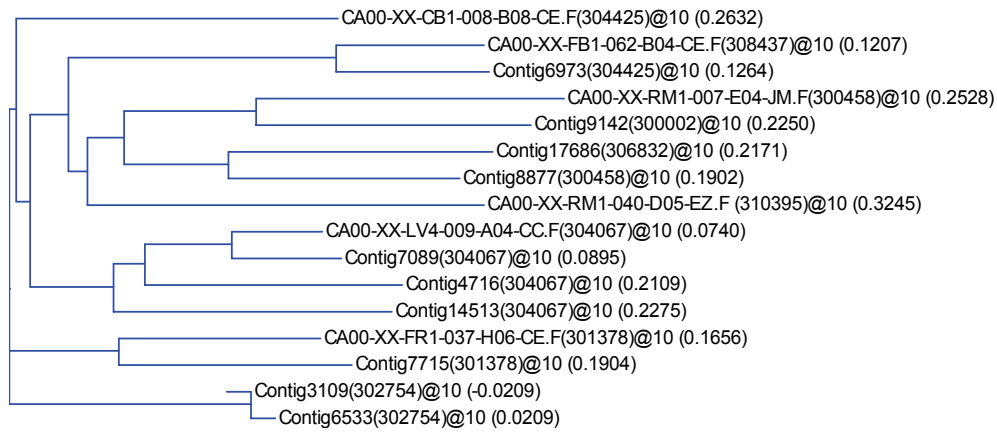 CA00-XX-CB1-008-B08-CE.F(304425)@10 (0.2632)
CA00-XX-FB1-062-B04-CE.F(308437)@10 (0.1207)
Contig6973(304425)@10 (0.1264)
CA00-XX-RM1-007-E04-JM.F(300458)@10 (0.2528)
Contig9142(300002)@10 (0.2250)
Contig17686(306832)@10 (0.2171)
Contig8877(300458)@10 (0.1902)
CA00-XX-RM1-040-D05-EZ.F (310395)@10 (0.3245)
CA00-XX-LV4-009-A04-CC.F(304067)@10 (0.0740)
Contig7089(304067)@10 (0.0895)
Contig4716(304067)@10 (0.2109)
Contig14513(304067)@10 (0.2275)
CA00-XX-FR1-037-H06-CE.F(301378)@10 (0.1656)
Contig7715(301378)@10 (0.1904)
Contig3109(302754)@10 (-0.0209)
Contig6533(302754)@10 (0.0209)